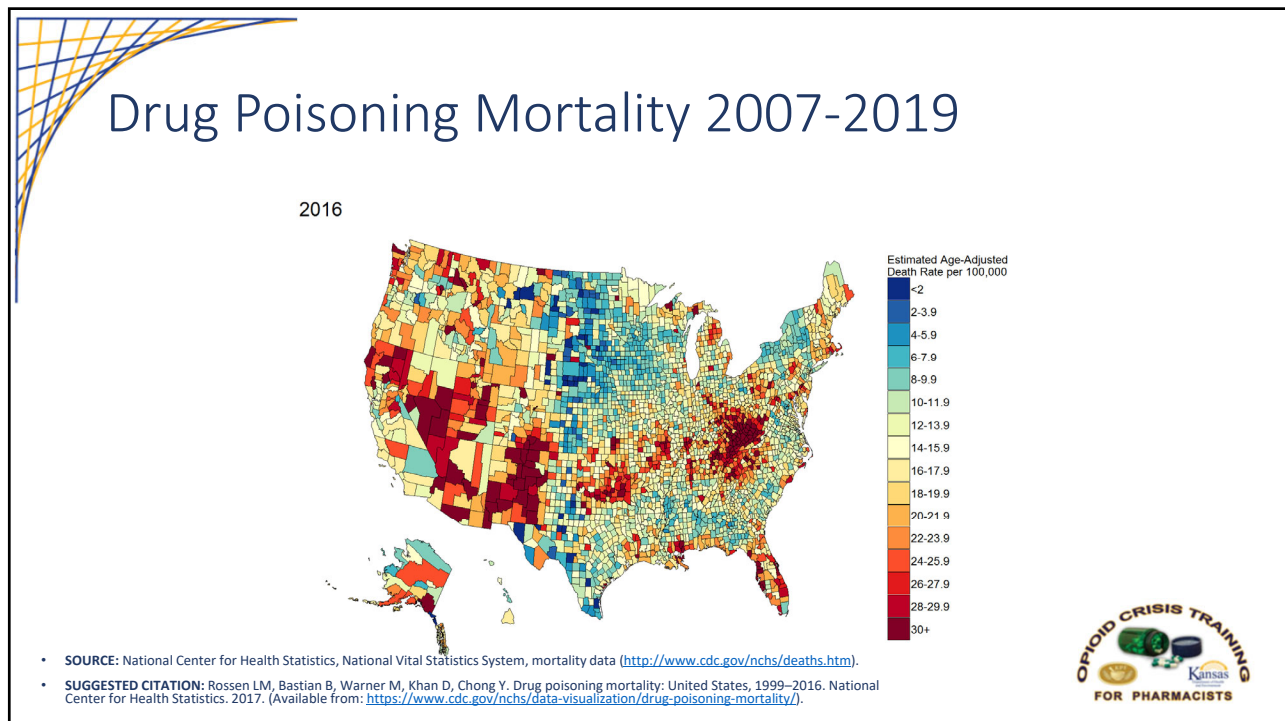 Drug Poisoning Mortality 2007-2019
2016
Estimated Age-Adjusted
Death Rate per 100,000
<2
2-3.9
4-5.9
6-7.9
8-9.9
10-11.9
12-13.9
14-15.9
16-17.9
18-19.9
20-21.9
22-23.9
24-25.9
26-27.9
28-29.9
30+
• SOURCE: National Center for Health Statistics, National Vital Statistics System, mortality data (http://www.cdc.gov/nchs/deaths.htm).
• SUGGESTED CITATION: Rossen LM, Bastian B, Warner M, Khan D, Chong Y. Drug poisoning mortality: United States, 1999–2016. National
Center for Health Statistics. 2017. (Available from: https://www.cdc.gov/nchs/data-visualization/drug-poisoning-mortality/).
OPIOID CRISIS TRAINING
Kansas
FOR PHARMACISTS